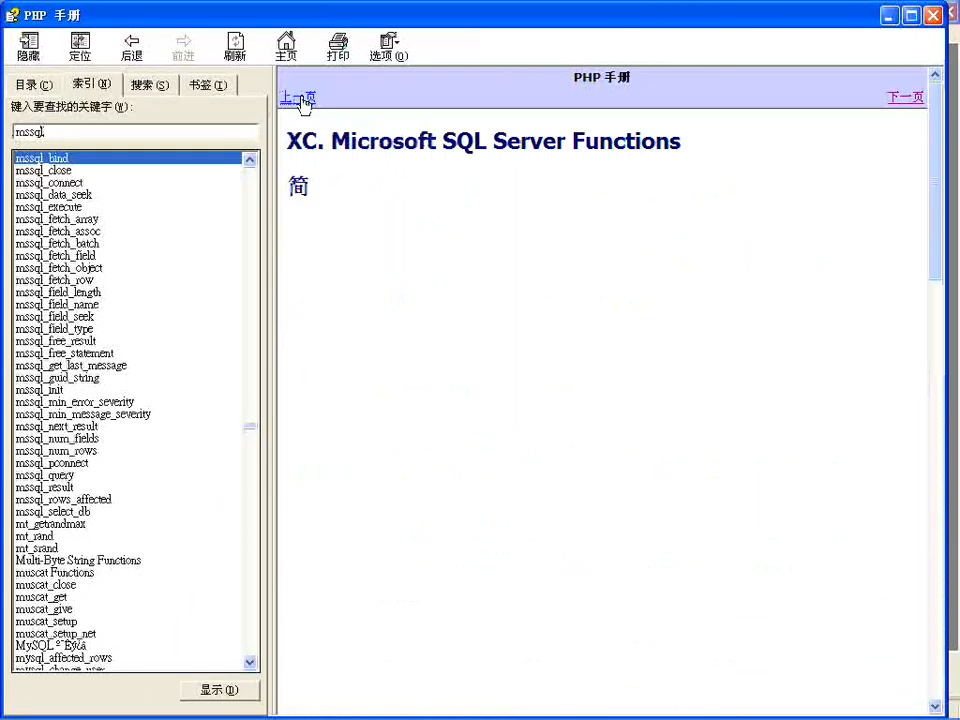 PHP 手册
隐藏 定位 后退 前进 刷新 主页 打印 选项(O)
目录(C) 索引(N) 搜索(S) 书签(I)
键入要查找的关键字(W):
mssql
mssql_bind
mssql_close
mssql_connect
mssql_data_seek
mssql_execute
mssql_fetch_array
mssql_fetch_assoc
mssql_fetch_batch
mssql_fetch_field
mssql_fetch_object
mssql_fetch_row
mssql_field_length
mssql_field_name
mssql_field_seek
mssql_field_type
mssql_free_result
mssql_free_statement
mssql_get_last_message
mssql_guid_string
mssql_init
mssql_min_error_severity
mssql_min_message_severity
mssql_next_result
mssql_num_fields
mssql_num_rows
mssql_pconnect
mssql_query
mssql_result
mssql_rows_affected
mssql_select_db
mt_getrandmax
mt_rand
mt_srand
Multi-Byte String Functions
muscat Functions
muscat_close
muscat_get
muscat_give
muscat_setup
muscat_setup_net
MySQL
mysql_affected_rows
mysql_change_user
显示(D)
PHP 手册
上一页 下一页
XC. Microsoft SQL Server Functions
简